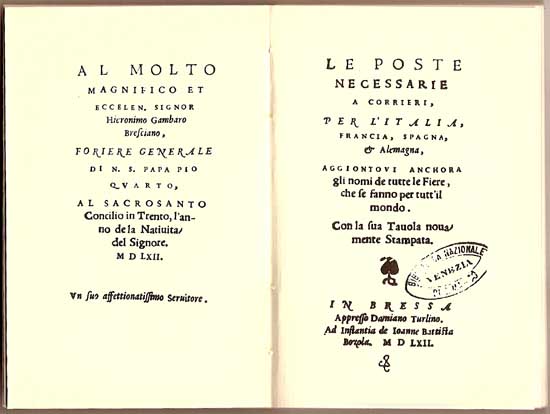 AL MOLTO
MAGNIFICO ET
ECCELEN. SIGNOR
Hieronimo Gambaro
Breſciano,
FORIERE GENERALE
DI N. S. PAPA PIO
QVARTO,
AL SACROSANTO
Concilio in Trento, l'an-
no de la Natiuita
del Signore.
M D LXII.
Vn ſuo affettionatiſſimo Seruitore.
LE POSTE
NECESSARIE
A CORRIERI,
PER L'ITALIA,
FRANCIA, SPAGNA,
& Alemagna,
AGGIONTOVI ANCHORA
gli nomi de tutte le Fiere,
che ſe fanno per tutt'il
mondo.
Con la ſua Tauola noua
mente Stampata.
NAZIONALE
VENEZIA
IN BRESSA
Appreſſo Damiano Turlino.
Ad Inſtantia de Ioanne Battiſta
Bozola. M D LXII.